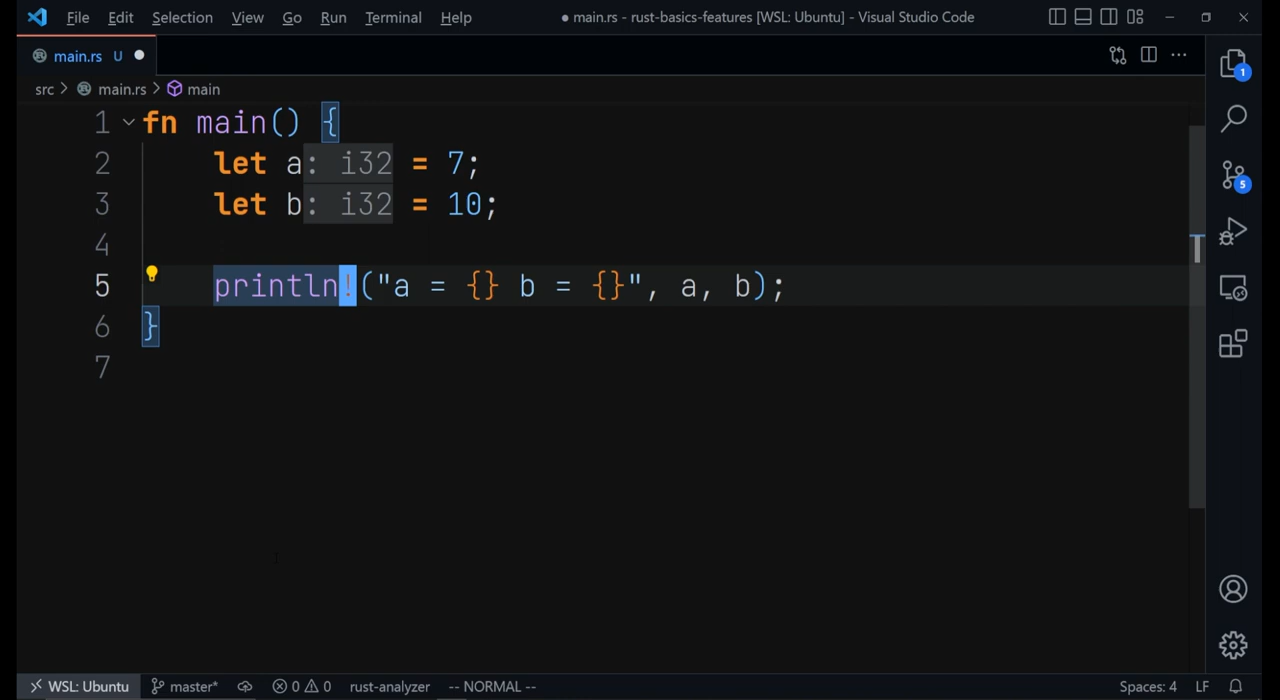 File Edit Selection View Go Run Terminal Help ● main.rs - rust-basics-features [WSL: Ubuntu] - Visual Studio Code
main.rs U
src > main.rs > main
1 fn main() {
2 let a: i32 = 7;
3 let b: i32 = 10;
4
5 println!("a = {} b = {}", a, b);
6 }
7
1
5
WSL: Ubuntu master* 0 0 rust-analyzer -- NORMAL -- Spaces: 4 LF